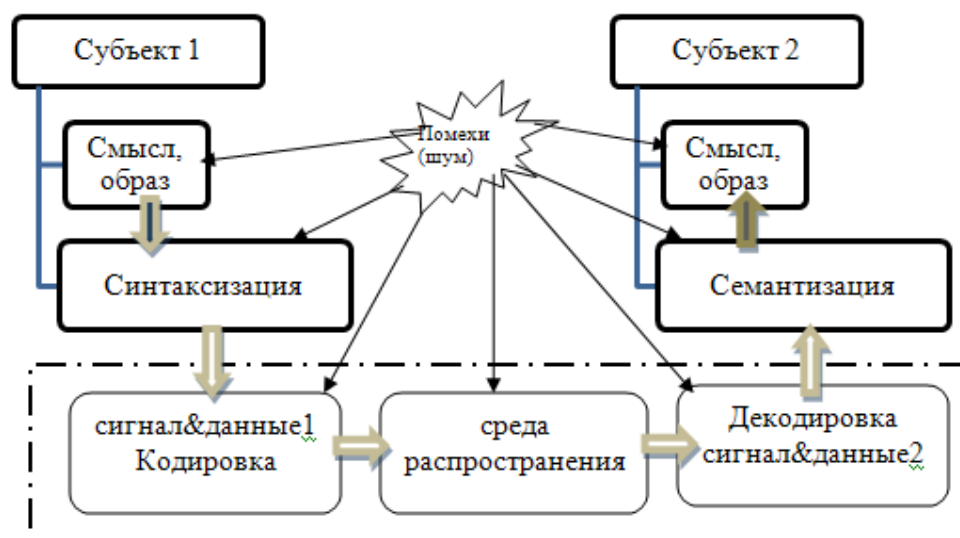 Субъект 1
Субъект 2
Помехи
(шум)
Смысл,
образ
Смысл,
образ
Синтаксизация
Семантизация
сигнал&данные1
Кодировка
среда
распространения
Декодировка
сигнал&данные2